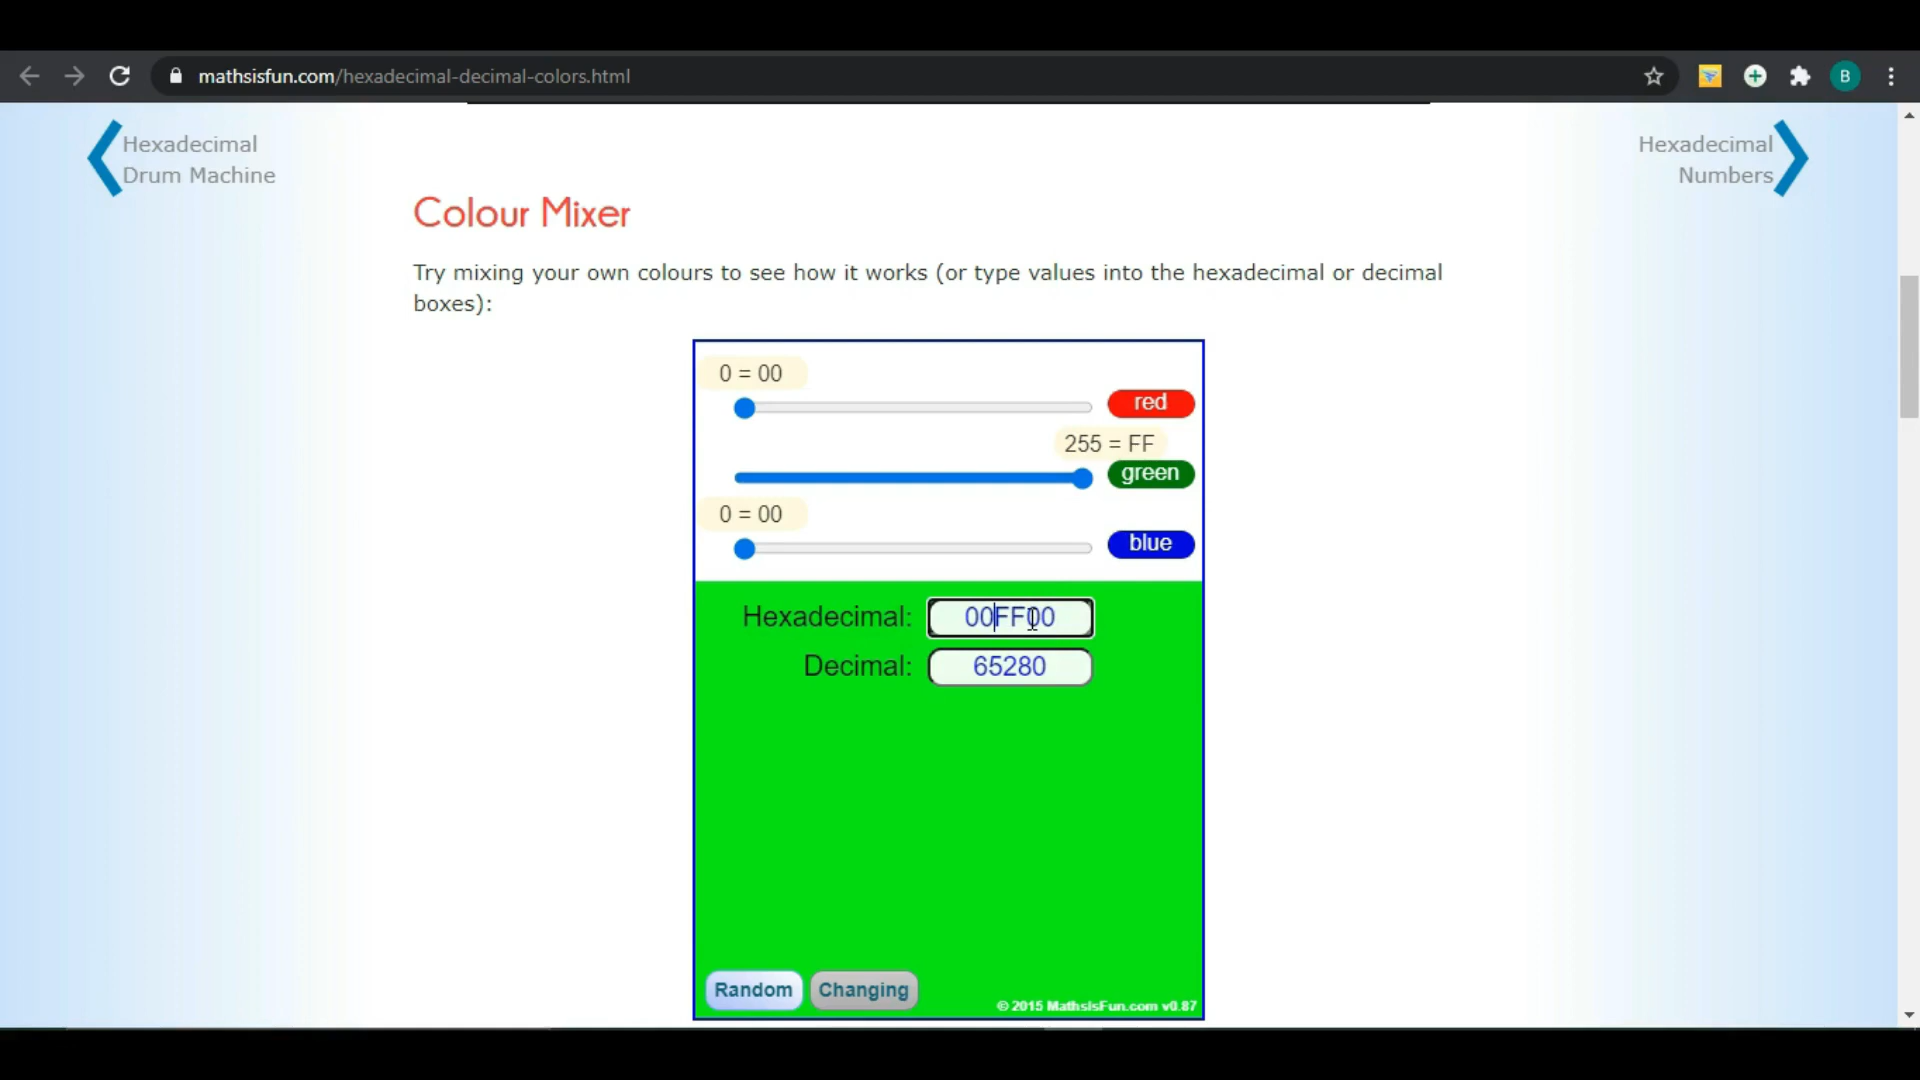 mathsisfun.com/hexadecimal-decimal-colors.html
B
Hexadecimal
Drum Machine
Hexadecimal
Numbers
Colour Mixer
Try mixing your own colours to see how it works (or type values into the hexadecimal or decimal
boxes):
0 = 00
red
255 = FF
green
0 = 00
blue
Hexadecimal: 00FF00
Decimal: 65280
Random Changing
© 2015 MathsisFun.com v0.87